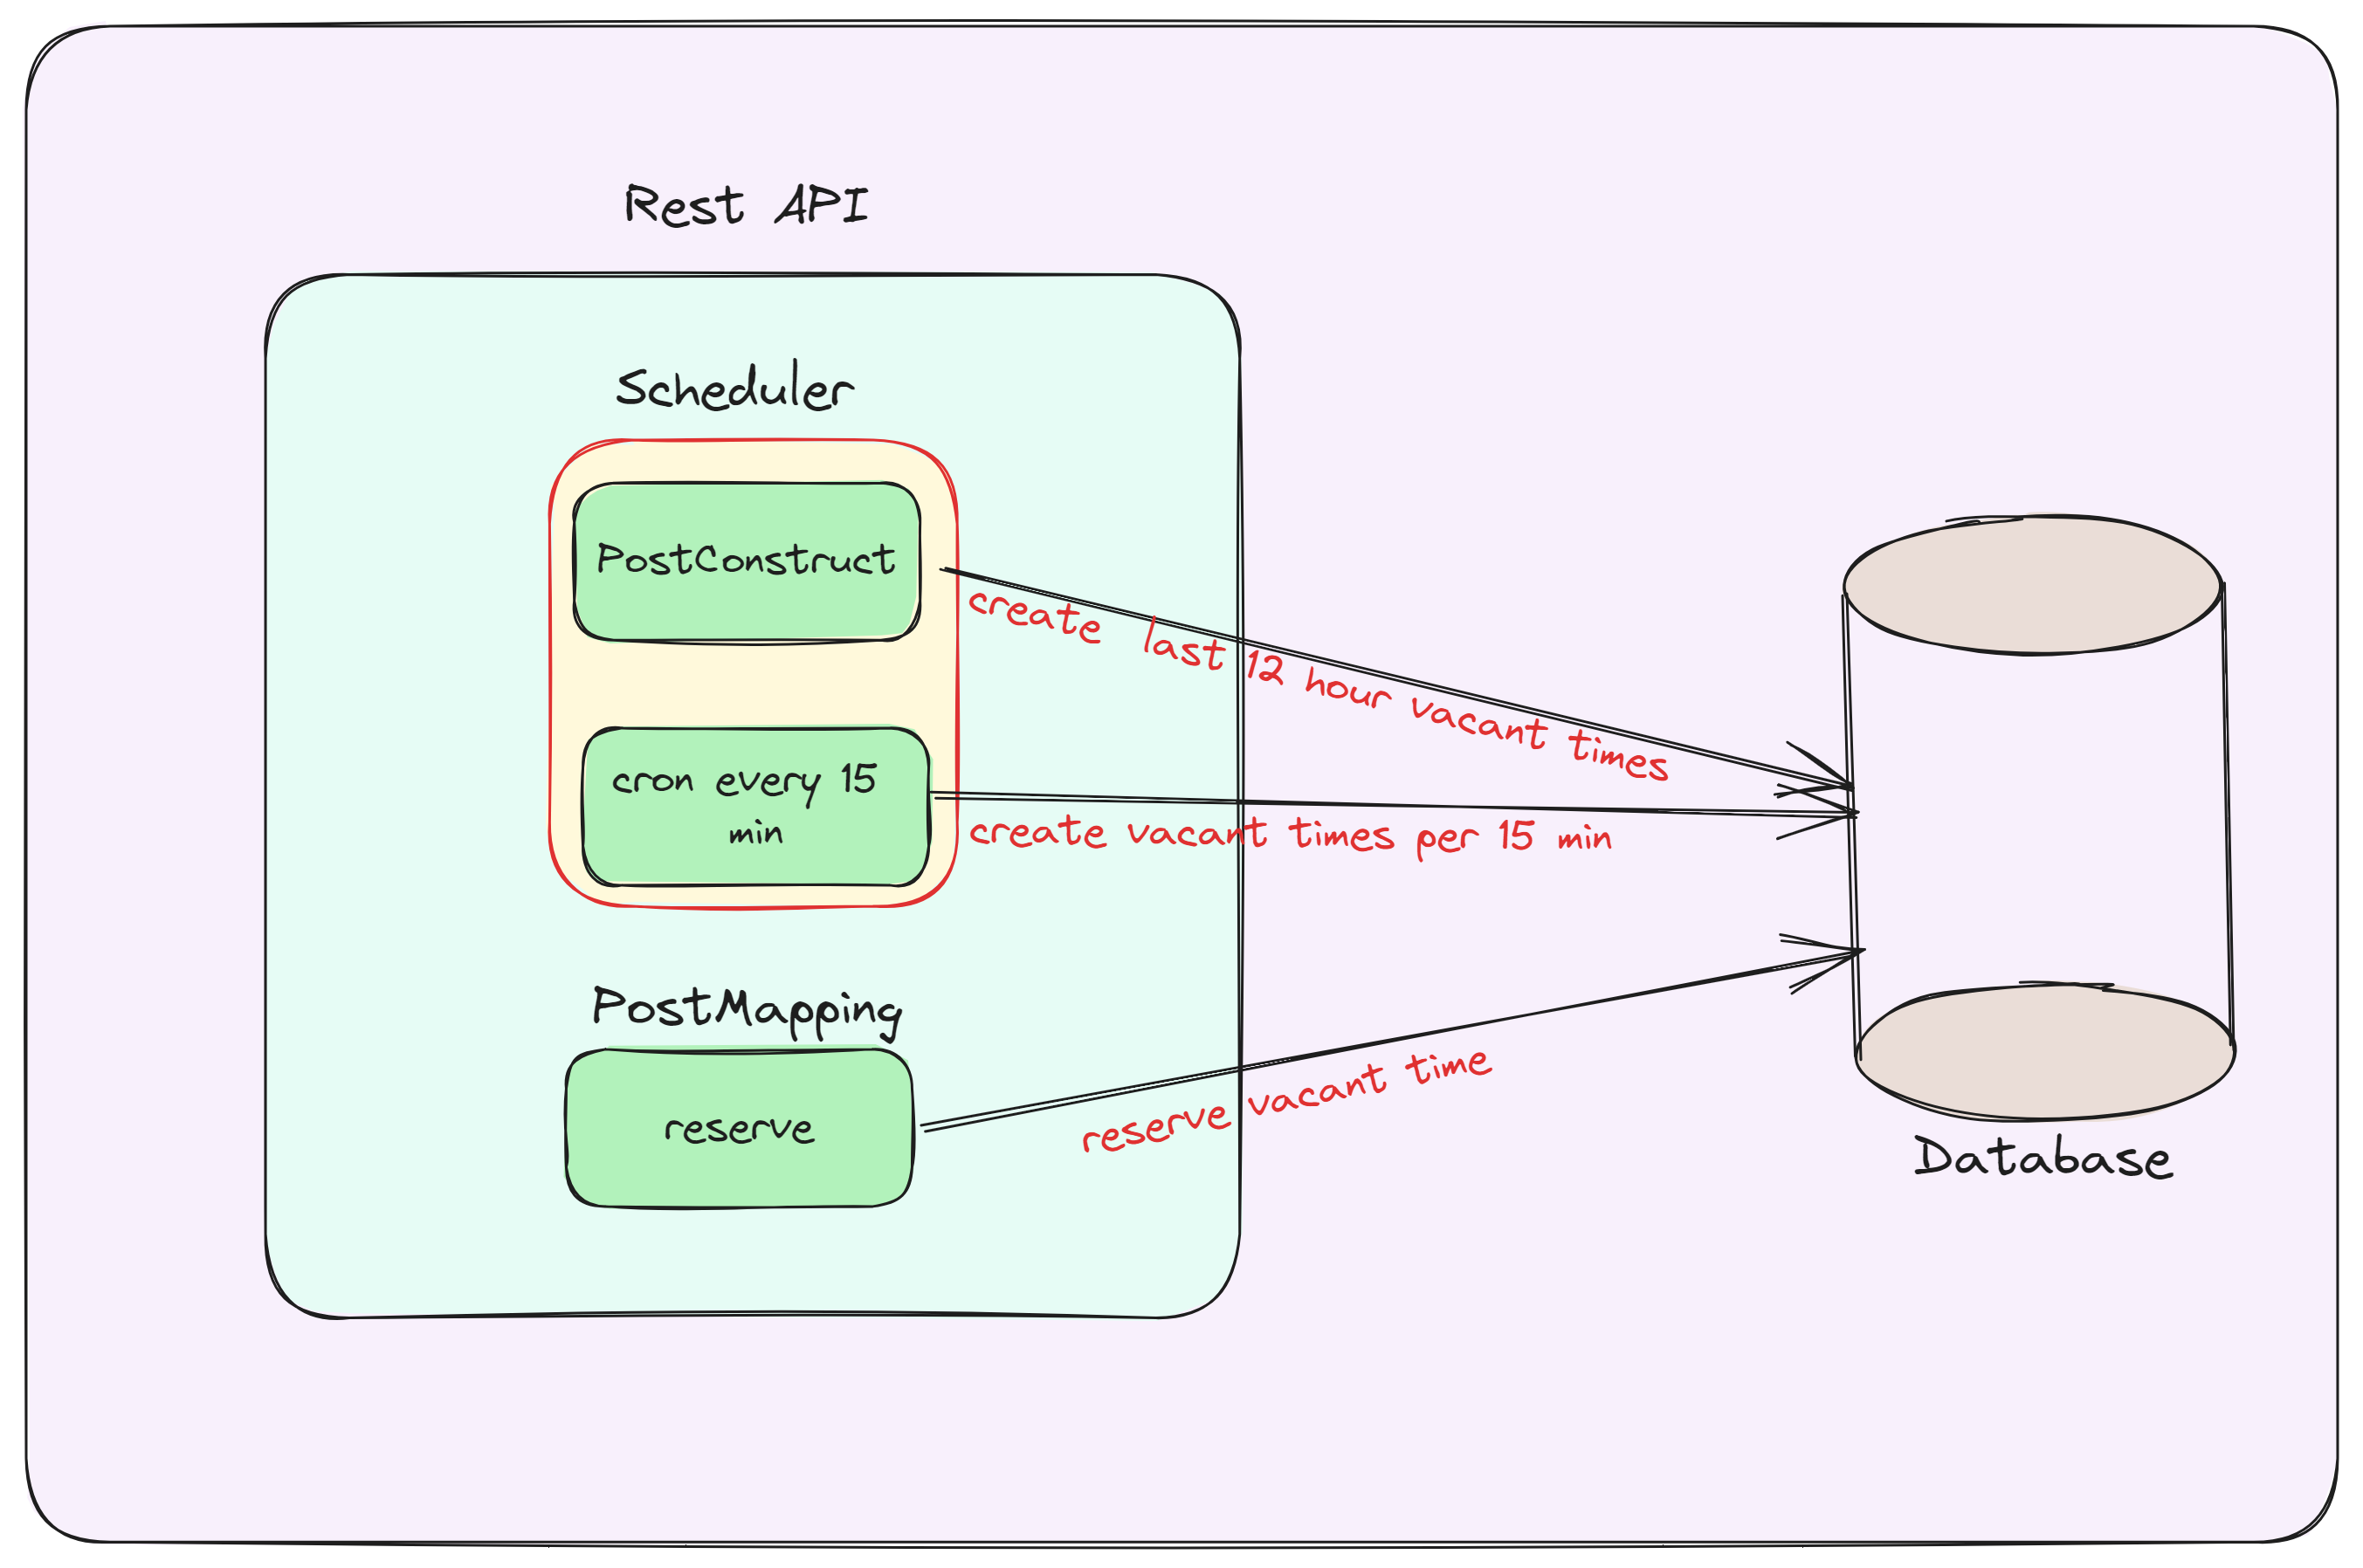 Rest API
Scheduler
PostConstruct
create last 12 hour vacant times
cron every 15
min
create vacant times per 15 min
PostMapping
reserve
reserve vacant time
Database